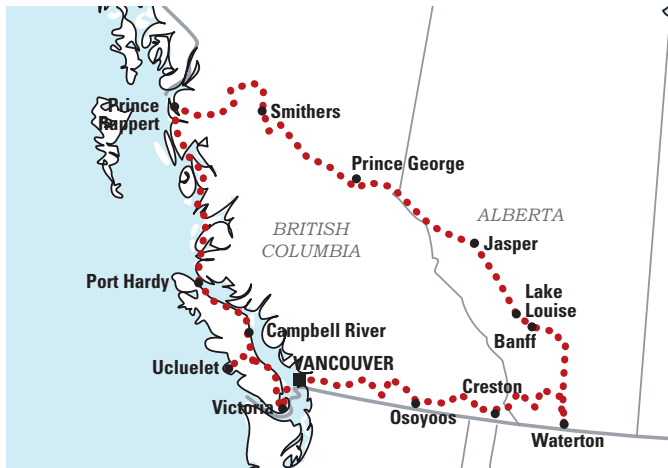 Prince
Ruppert
Smithers
Prince George
BRITISH
COLUMBIA
ALBERTA
Jasper
Port Hardy
Lake
Louise
Banff
Campbell River
Ucluelet
VANCOUVER
Creston
Victoria
Osoyoos
Waterton